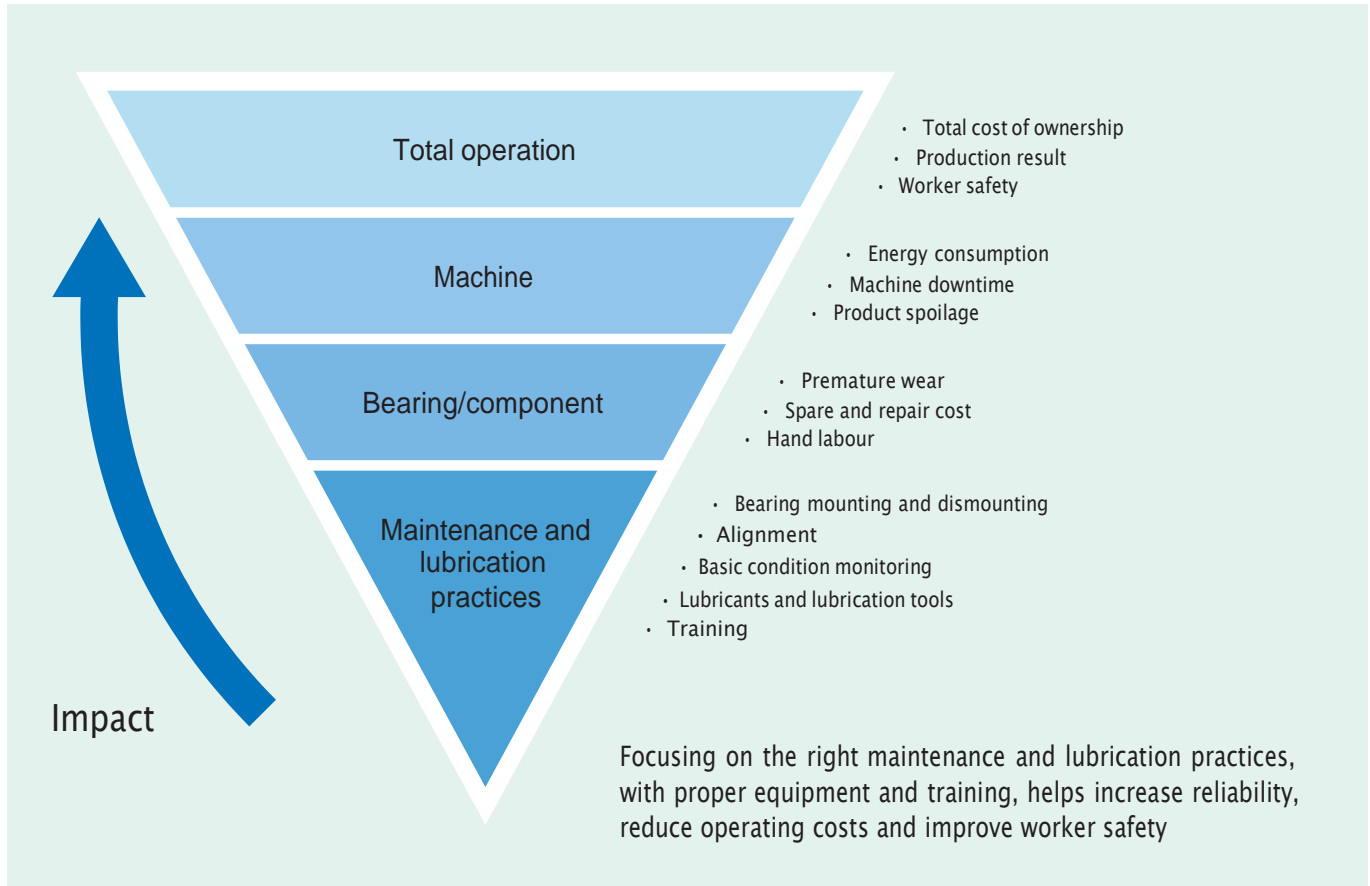 Total operation
• Total cost of ownership
• Production result
• Worker safety
Machine
• Energy consumption
• Machine downtime
• Product spoilage
Bearing/component
• Premature wear
• Spare and repair cost
• Hand labour
Maintenance and
lubrication
practices
• Bearing mounting and dismounting
• Alignment
• Basic condition monitoring
• Lubricants and lubrication tools
• Training
Impact
Focusing on the right maintenance and lubrication practices,
with proper equipment and training, helps increase reliability,
reduce operating costs and improve worker safety